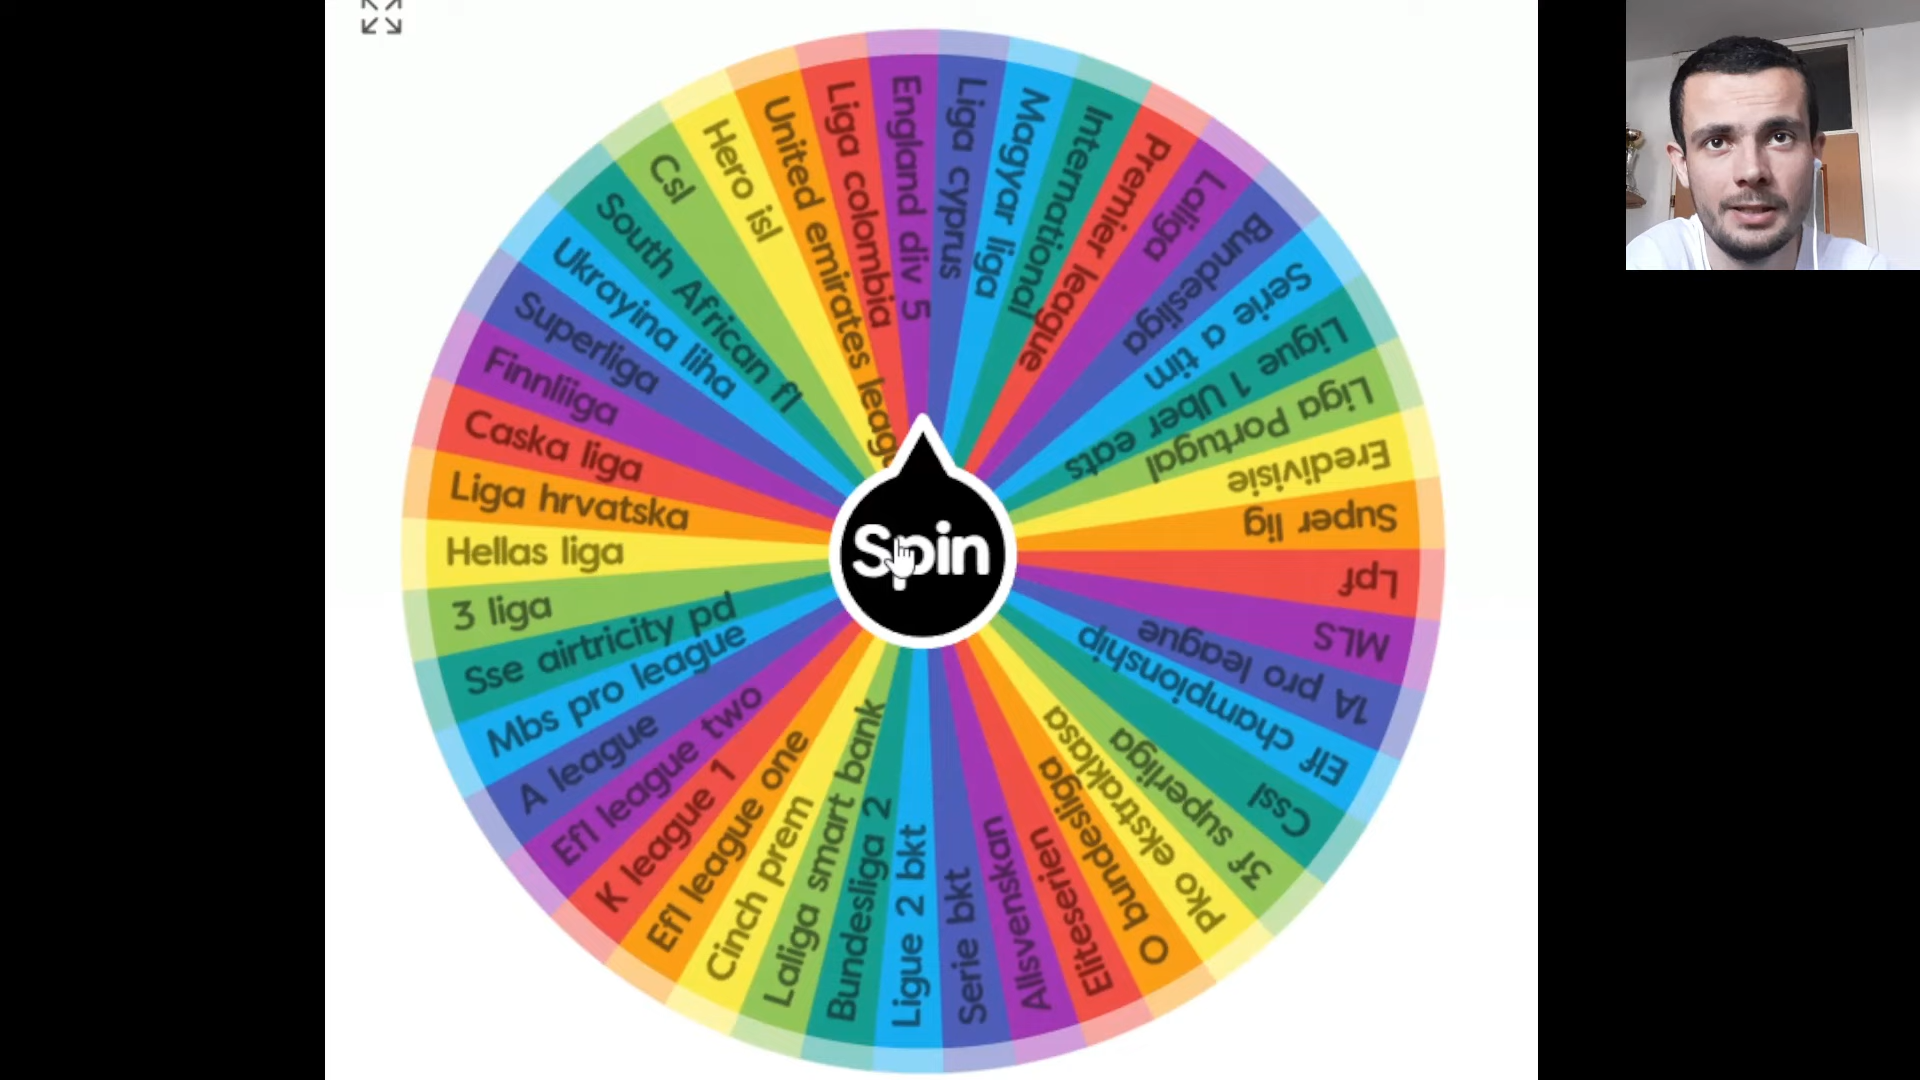 Liga cyprus
Magyar liga
International
Premier league
Laliga
Bundesliga
Serie a tim
Ligue 1 Uber eats
Liga Portugal
Eredivisie
Super lig
Lpf
MLS
1A pro league
Elf championship
Cssl
3f superliga
Pko ekstraklasa
O bundesliga
Eliteserien
Allsvenskan
Serie bkt
Ligue 2 bkt
Bundesliga 2
Laliga smart bank
Cinch prem
Efl league one
K league 1
Efl league two
A league
Mbs pro league
Sse airtricity pd
3 liga
Hellas liga
Liga hrvatska
Caska liga
Finnliiga
Superliga
Ukrayina liha
South African fl
Csl
Hero isl
United emirates leagu
Liga colombia
England div 5
Spin